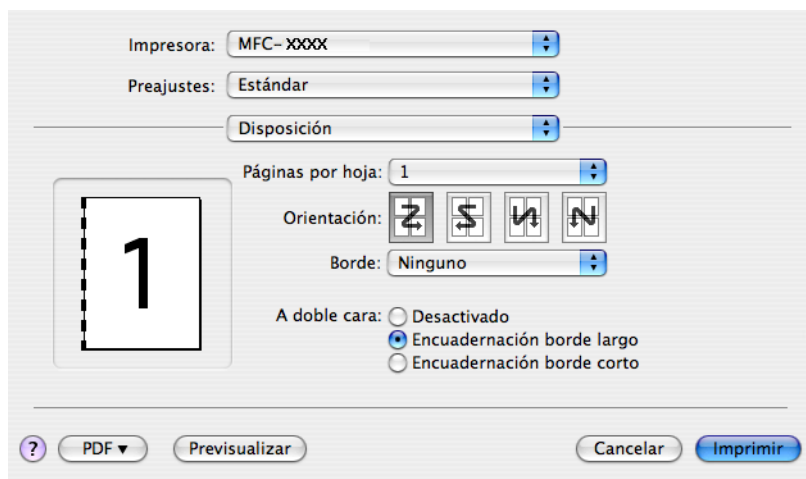 Impresora: MFC-XXXX
Preajustes: Estándar
Disposición
Páginas por hoja: 1
Orientación:
Borde: Ninguno
1
A doble cara: Desactivado
Encuadernación borde largo
Encuadernación borde corto
? PDF▼ Previsualizar Cancelar Imprimir